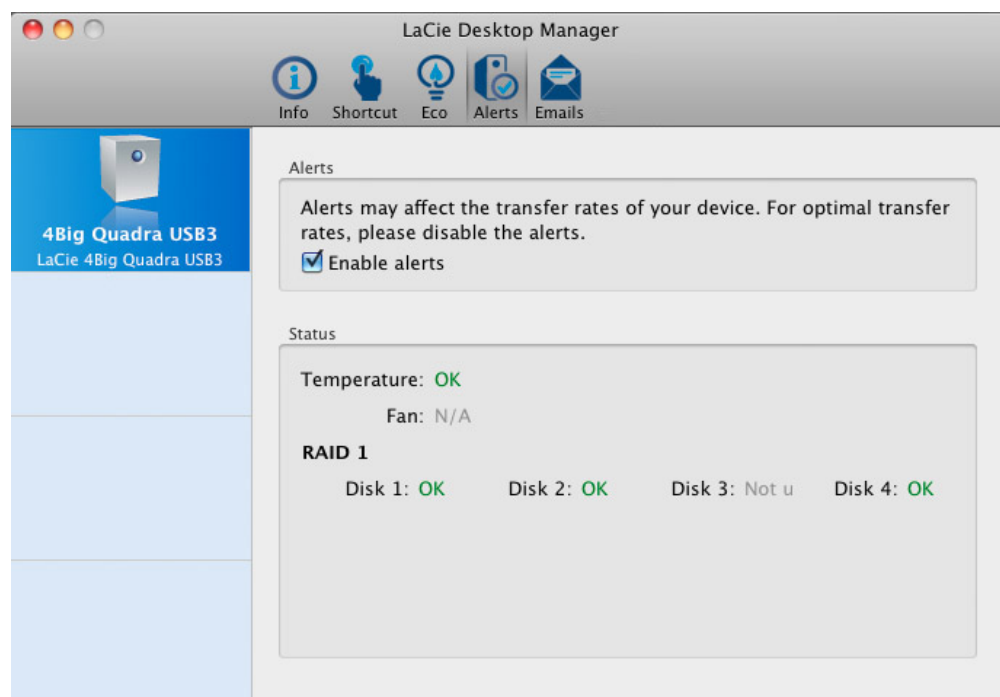 LaCie Desktop Manager
Info Shortcut Eco Alerts Emails
4Big Quadra USB3
LaCie 4Big Quadra USB3
Alerts
Alerts may affect the transfer rates of your device. For optimal transfer
rates, please disable the alerts.
Enable alerts
Status
Temperature: OK
Fan: N/A
RAID 1
Disk 1: OK Disk 2: OK Disk 3: Not u Disk 4: OK